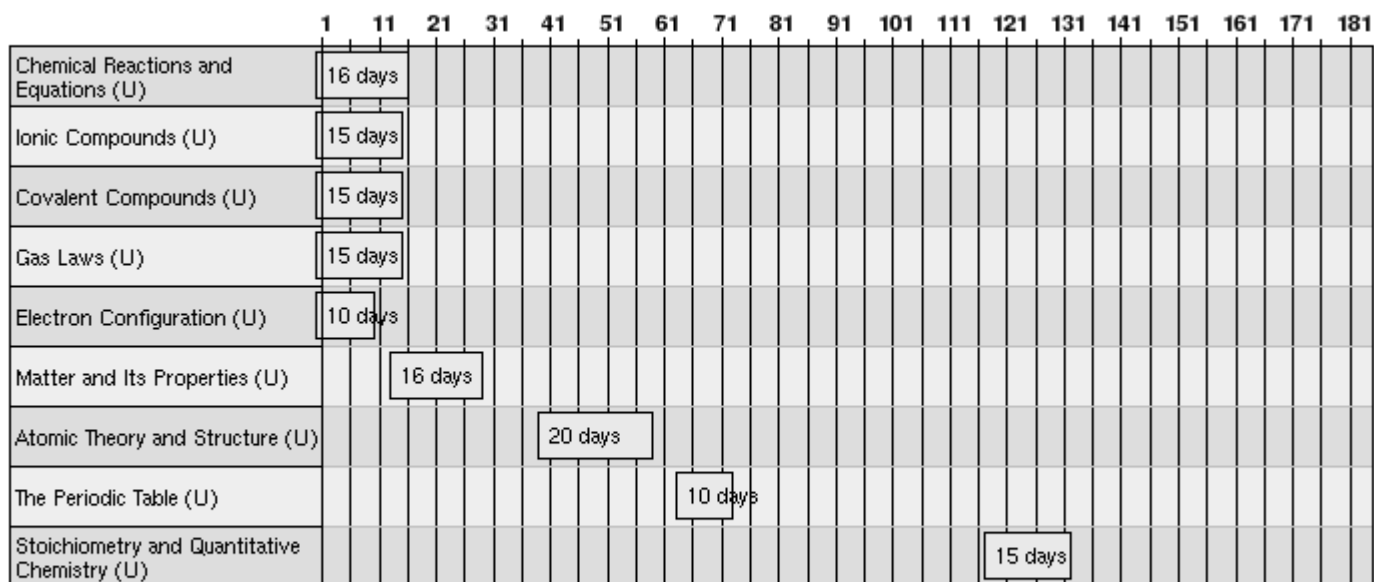 1 11 21 31 41 51 61 71 81 91 101 111 121 131 141 151 161 171 181
Chemical Reactions and
Equations (U)
16 days
Ionic Compounds (U)
15 days
Covalent Compounds (U)
15 days
Gas Laws (U)
15 days
Electron Configuration (U)
10 days
Matter and Its Properties (U)
16 days
Atomic Theory and Structure (U)
20 days
The Periodic Table (U)
10 days
Stoichiometry and Quantitative
Chemistry (U)
15 days